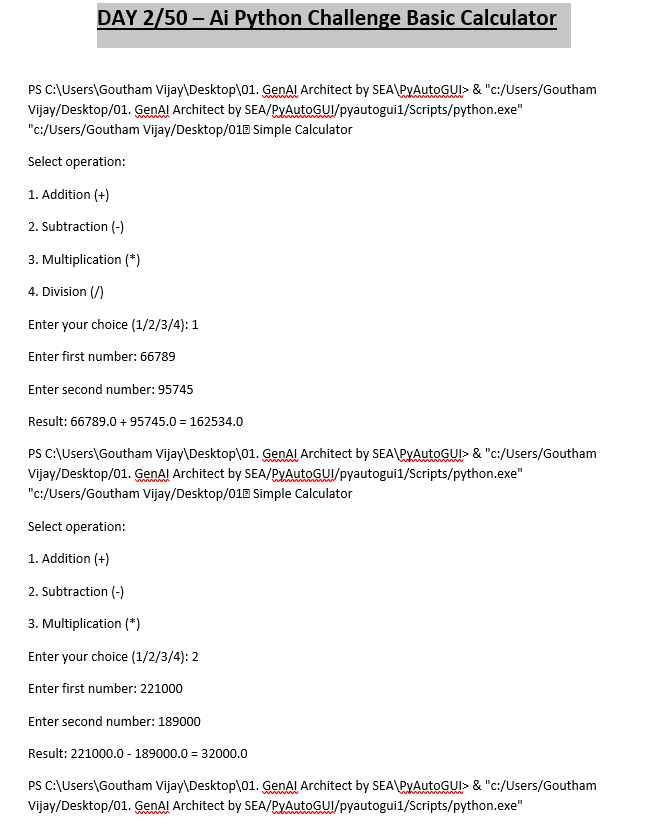 DAY 2/50 – Ai Python Challenge Basic Calculator
PS C:\Users\Goutham Vijay\Desktop\01. GenAI Architect by SEA\PyAutoGUI> & "c:/Users/Goutham
Vijay/Desktop/01. GenAI Architect by SEA/PyAutoGUI/pyautogui1/Scripts/python.exe"
"c:/Users/Goutham Vijay/Desktop/01 Simple Calculator
Select operation:
1. Addition (+)
2. Subtraction (-)
3. Multiplication (*)
4. Division (/)
Enter your choice (1/2/3/4): 1
Enter first number: 66789
Enter second number: 95745
Result: 66789.0 + 95745.0 = 162534.0
PS C:\Users\Goutham Vijay\Desktop\01. GenAI Architect by SEA\PyAutoGUI> & "c:/Users/Goutham
Vijay/Desktop/01. GenAI Architect by SEA/PyAutoGUI/pyautogui1/Scripts/python.exe"
"c:/Users/Goutham Vijay/Desktop/01 Simple Calculator
Select operation:
1. Addition (+)
2. Subtraction (-)
3. Multiplication (*)
Enter your choice (1/2/3/4): 2
Enter first number: 221000
Enter second number: 189000
Result: 221000.0 - 189000.0 = 32000.0
PS C:\Users\Goutham Vijay\Desktop\01. GenAI Architect by SEA\PyAutoGUI> & "c:/Users/Goutham
Vijay/Desktop/01. GenAI Architect by SEA/PyAutoGUI/pyautogui1/Scripts/python.exe"